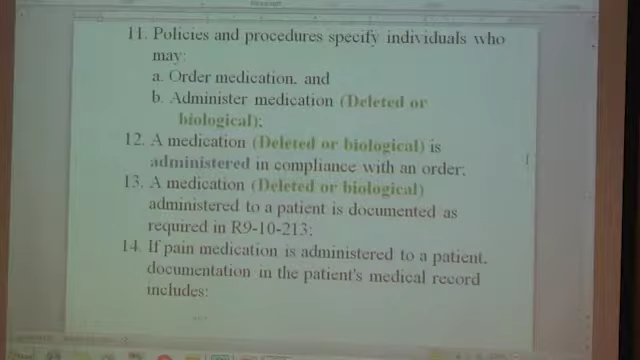 11. Policies and procedures specify individuals who
may:
a. Order medication, and
b. Administer medication (Deleted or
biological);
12. A medication (Deleted or biological) is
administered in compliance with an order;
13. A medication (Deleted or biological)
administered to a patient is documented as
required in R9-10-213;
14. If pain medication is administered to a patient,
documentation in the patient's medical record
includes: